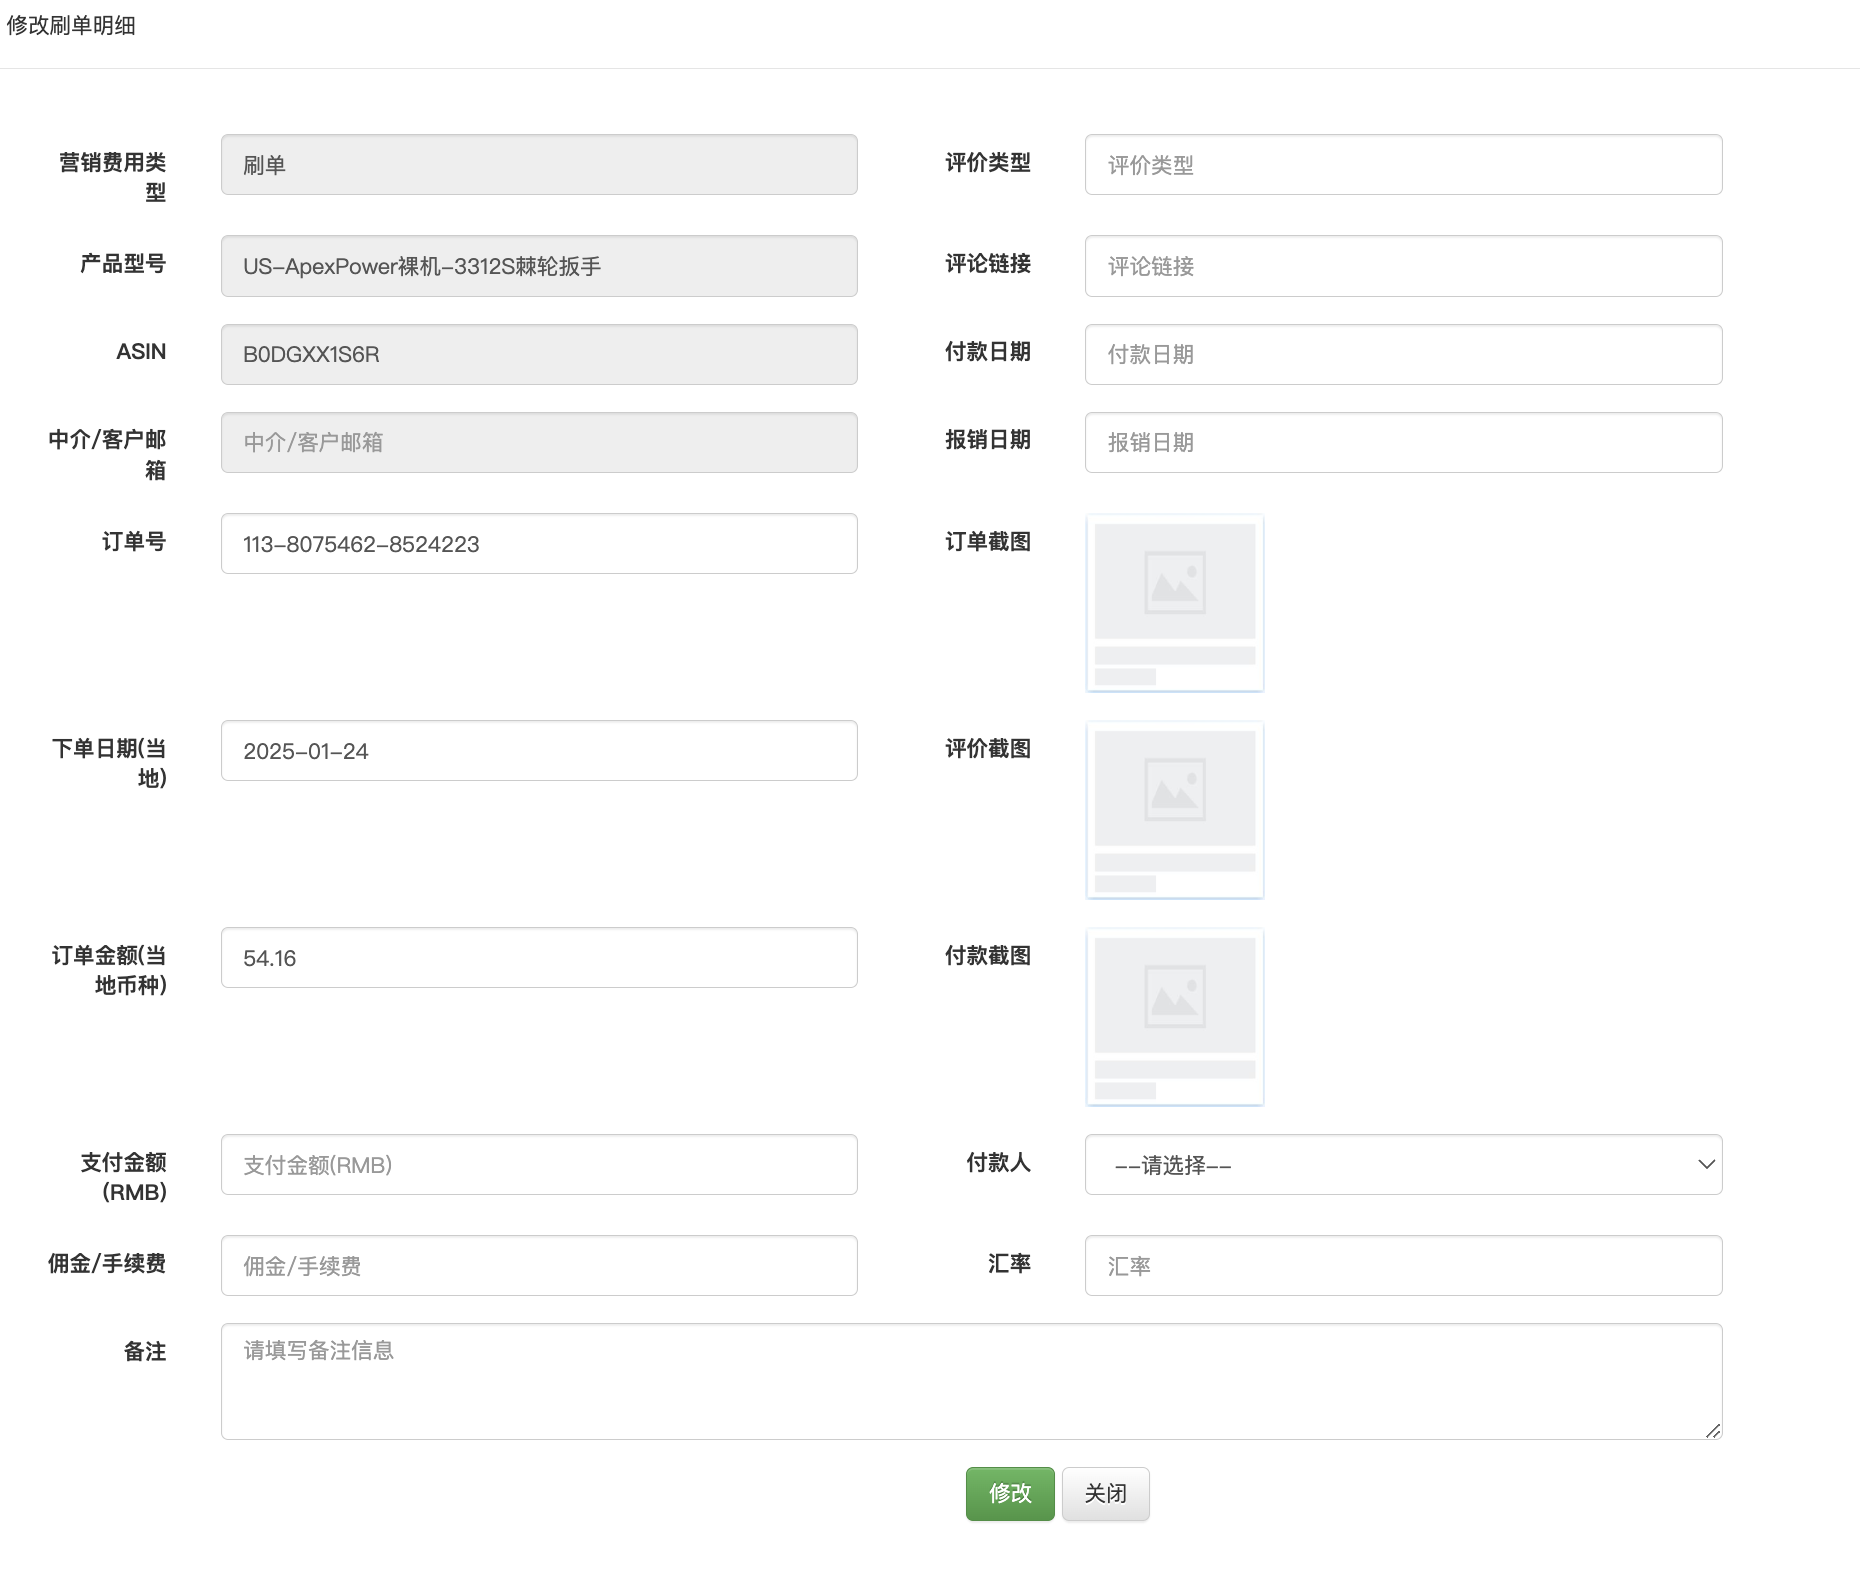 修改刷单明细
营销费用类
型
刷单
评价类型
评价类型
产品型号
US-ApexPower裸机-3312S棘轮扳手
评论链接
评论链接
ASIN
B0DGXX1S6R
付款日期
付款日期
中介/客户邮
箱
中介/客户邮箱
报销日期
报销日期
订单号
113-8075462-8524223
订单截图
下单日期(当
地)
2025-01-24
评价截图
订单金额(当
地币种)
54.16
付款截图
支付金额
(RMB)
支付金额(RMB)
付款人
--请选择--
佣金/手续费
佣金/手续费
汇率
汇率
备注
请填写备注信息
修改
关闭